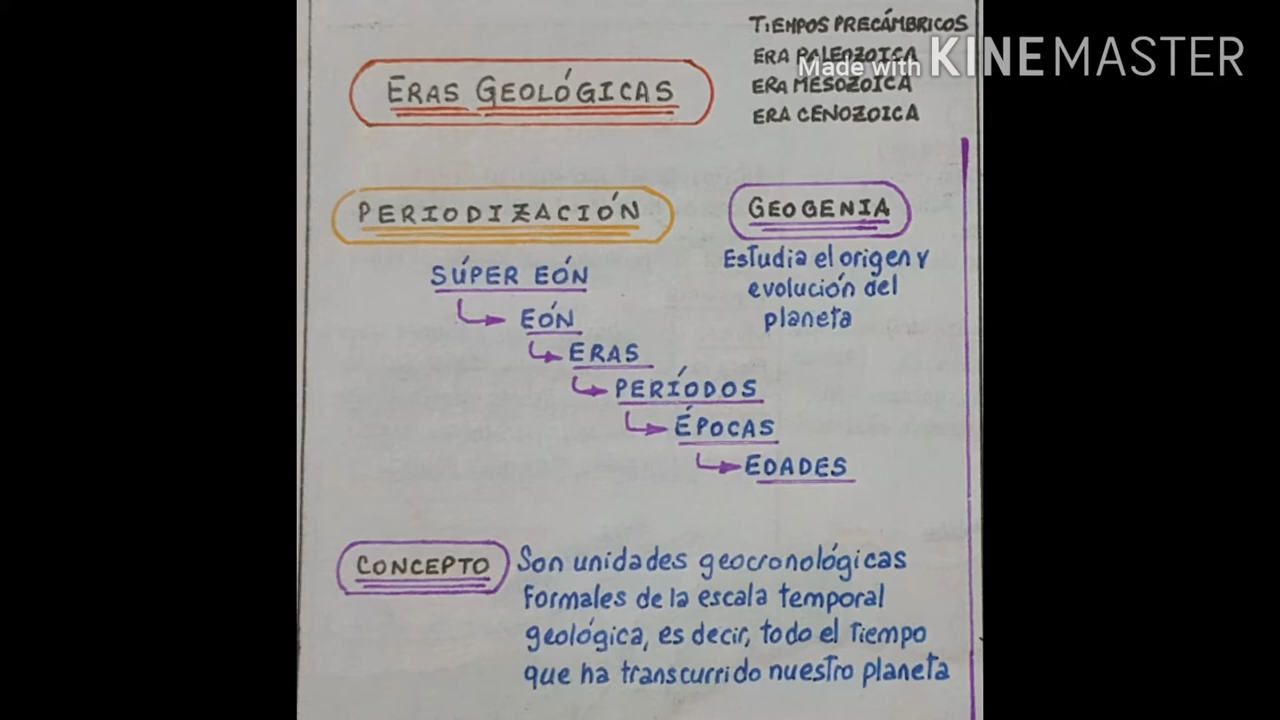 TIEMPOS PRECÁMBRICOS
ERA PALEOZOICA
ERA MESOZOICA
ERA CENOZOICA
Made with KINEMASTER
ERAS GEOLÓGICAS
PERIODIZACIÓN
SÚPER EÓN
EÓN
ERAS
PERÍODOS
ÉPOCAS
EDADES
GEOGENIA
Estudia el origen y
evolución del
planeta
CONCEPTO
Son unidades geocronológicas
Formales de la escala temporal
geológica, es decir, todo el tiempo
que ha transcurrido nuestro planeta